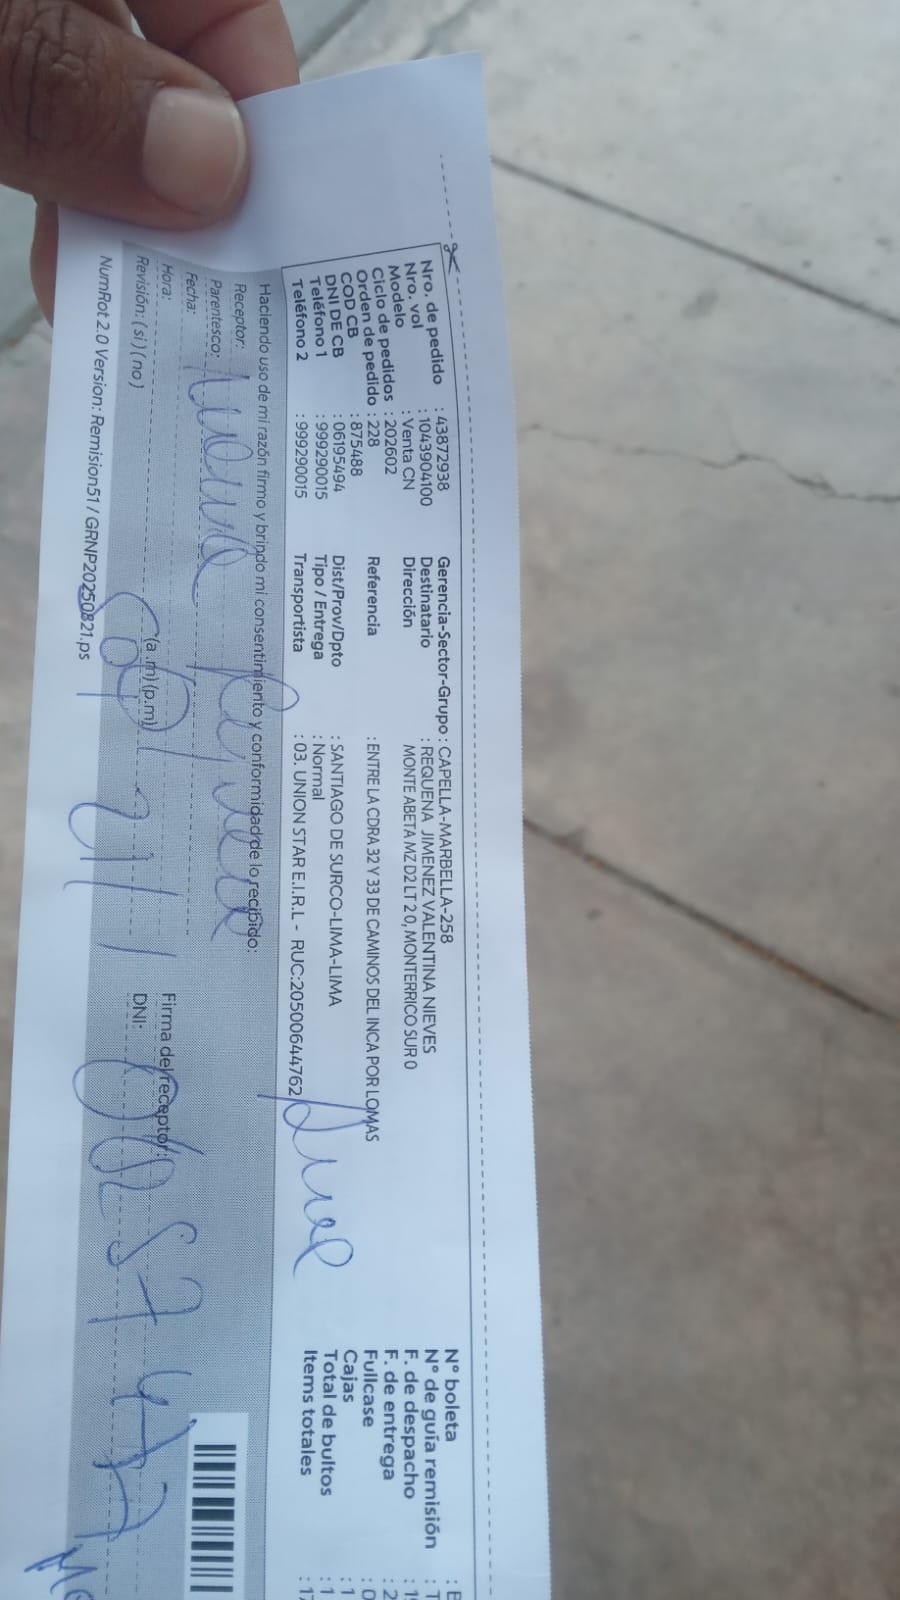 Nro. de pedido : 43872938
Nro. vol : 1043904100
Modelo : Venta CN
Ciclo de pedidos : 202602
Orden de pedido : 228
COD CB : 875488
DNI DE CB : 06195494
Teléfono 1 : 999290015
Teléfono 2 : 999290015
Gerencia-Sector-Grupo : CAPELLA-MARBELLA-258
Destinatario : REQUENA JIMENEZ VALENTINA NIEVES
Dirección MONTE ABETA MZ D2 LT 2 0, MONTERRICO SUR 0
Referencia : ENTRE LA CDRA 32 Y 33 DE CAMINOS DEL INCA POR LOMAS
Dist/Prov/Dpto : SANTIAGO DE SURCO-LIMA-LIMA
Tipo / Entrega : Normal
Transportista : 03. UNION STAR E.I.R.L - RUC:20500644762
N° boleta :
N° de guía remisión : T
F. de despacho :
F. de entrega : 2
Fullcase :
Cajas : 1
Total de bultos : 1
Items totales :
Haciendo uso de mi razón firmo y brindo mi consentimiento y conformidad de lo recibido:
Receptor:
Parentesco:
Fecha:
Hora: (a.m) (p.m)
Revisión: (si) (no)
Firma del receptor:
DNI:
NumRot 2.0 Version: Remision51 / GRNP20250821.ps